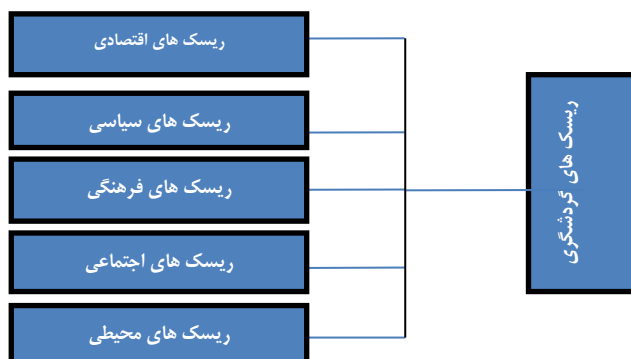 ریسک های گردشگری
ریسک های اقتصادی
ریسک های سیاسی
ریسک های فرهنگی
ریسک های اجتماعی
ریسک های محیطی